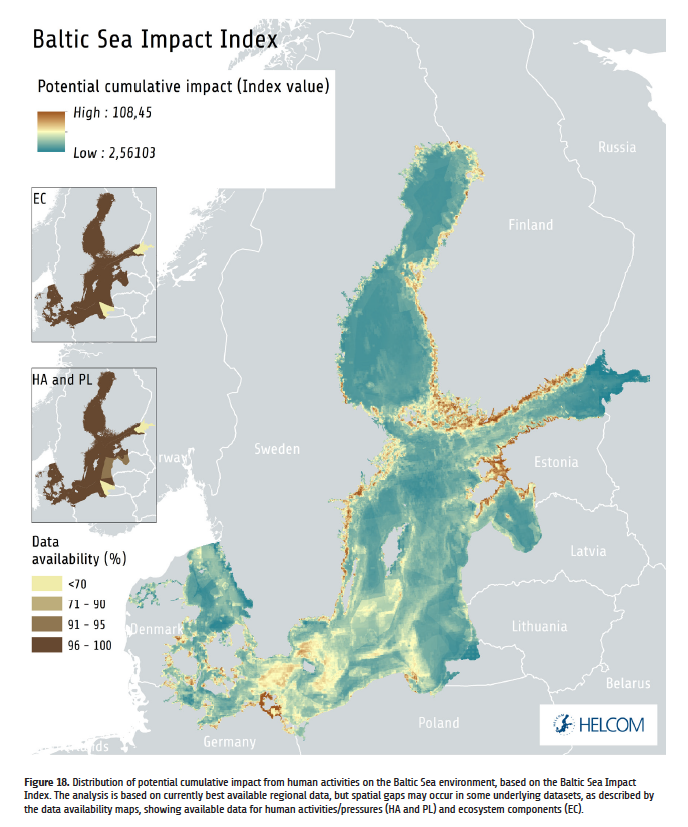 Baltic Sea Impact Index
Potential cumulative impact (Index value)
High : 108,45
Low : 2,56103
EC
HA and PL
Data
availability (%)
<70
71 - 90
91 - 95
96 - 100
Russia
Finland
Sweden
rway
Estonia
Latvia
Denmark
Lithuania
Belarus
Poland
Germany
nds
HELCOM
Figure 18. Distribution of potential cumulative impact from human activities on the Baltic Sea environment, based on the Baltic Sea Impact
Index. The analysis is based on currently best available regional data, but spatial gaps may occur in some underlying datasets, as described by
the data availability maps, showing available data for human activities/pressures (HA and PL) and ecosystem components (EC).